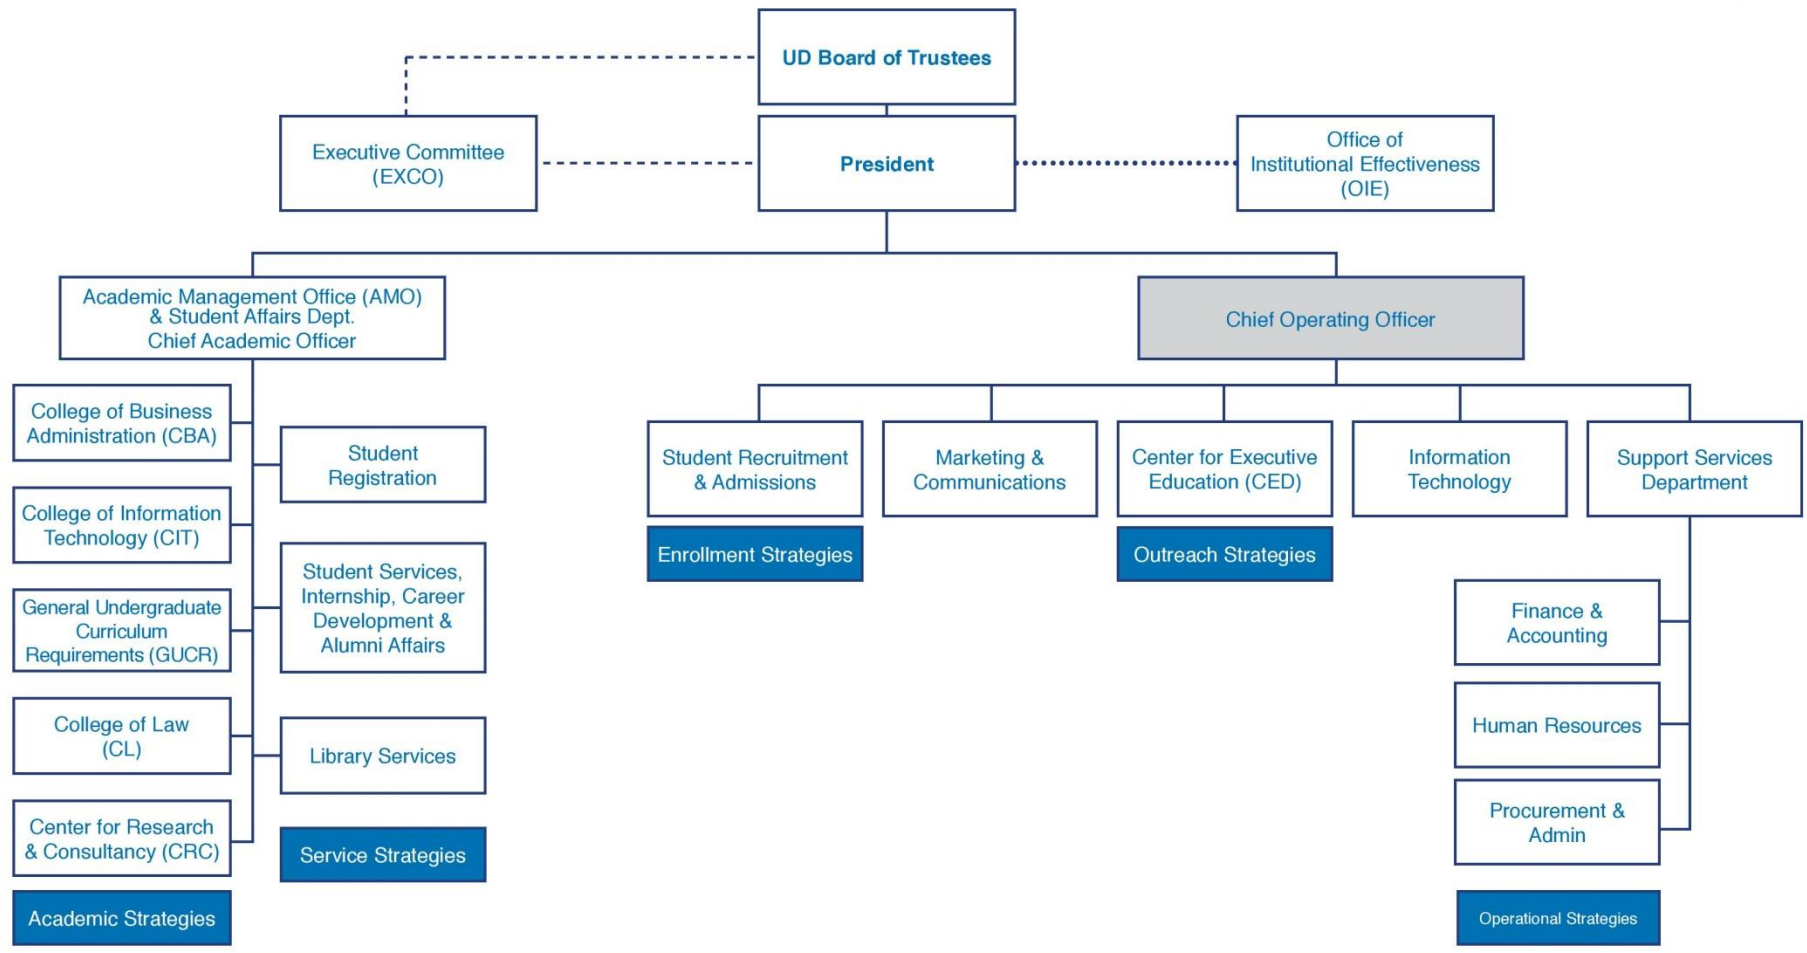 UD Board of Trustees
Executive Committee
(EXCO)
President
Office of
Institutional Effectiveness
(OIE)
Academic Management Office (AMO)
& Student Affairs Dept.
Chief Academic Officer
Chief Operating Officer
College of Business
Administration (CBA)
College of Information
Technology (CIT)
General Undergraduate
Curriculum
Requirements (GUCR)
College of Law
(CL)
Center for Research
& Consultancy (CRC)
Academic Strategies
Student
Registration
Student Services,
Internship, Career
Development &
Alumni Affairs
Library Services
Service Strategies
Student Recruitment
& Admissions
Enrollment Strategies
Marketing &
Communications
Center for Executive
Education (CED)
Outreach Strategies
Information
Technology
Support Services
Department
Finance &
Accounting
Human Resources
Procurement &
Admin
Operational Strategies